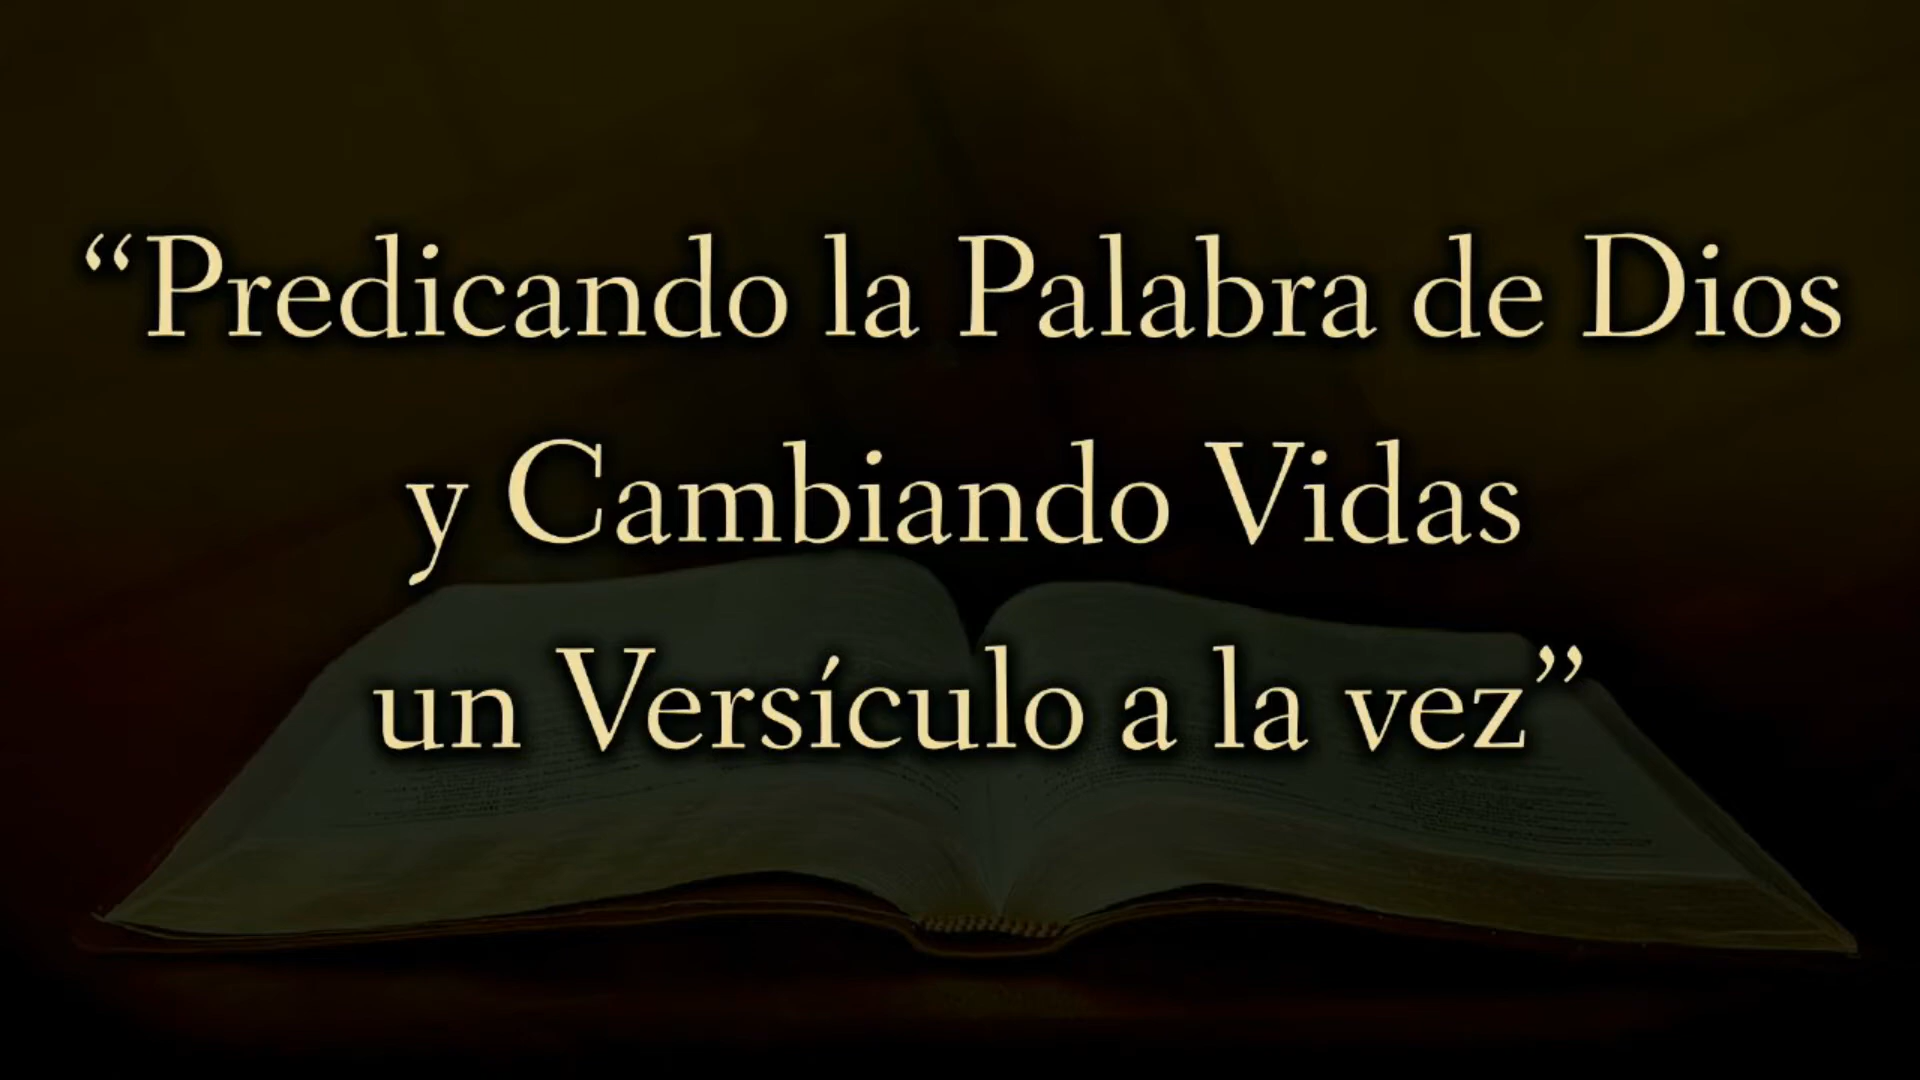 “Predicando la Palabra de Dios
y Cambiando Vidas
un Versículo a la vez”